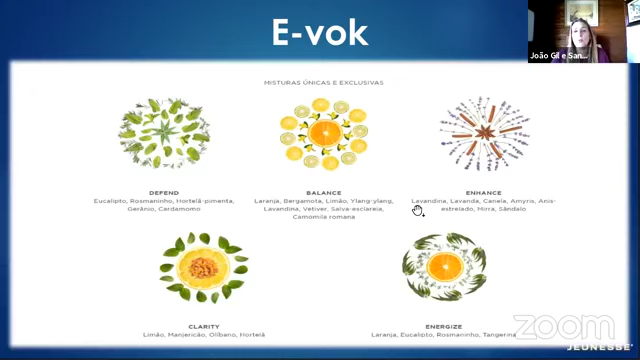 E-vok
João Gil e San...
MISTURAS ÚNICAS E EXCLUSIVAS
DEFEND
Eucalipto, Rosmaninho, Hortelã-pimenta,
Gerânio, Cardamomo
BALANCE
Laranja, Bergamota, Limão, Ylang-ylang,
Lavandina, Vetiver, Salva-esclareia,
Camomila romana
ENHANCE
Lavandina, Lavanda, Canela, Amyris, Anis-
estrelado, Mirra, Sândalo
CLARITY
Limão, Manjericão, Olíbano, Hortelã
ENERGIZE
Laranja, Eucalipto, Rosmaninho, Tangerina
zoom
JEUNESSE